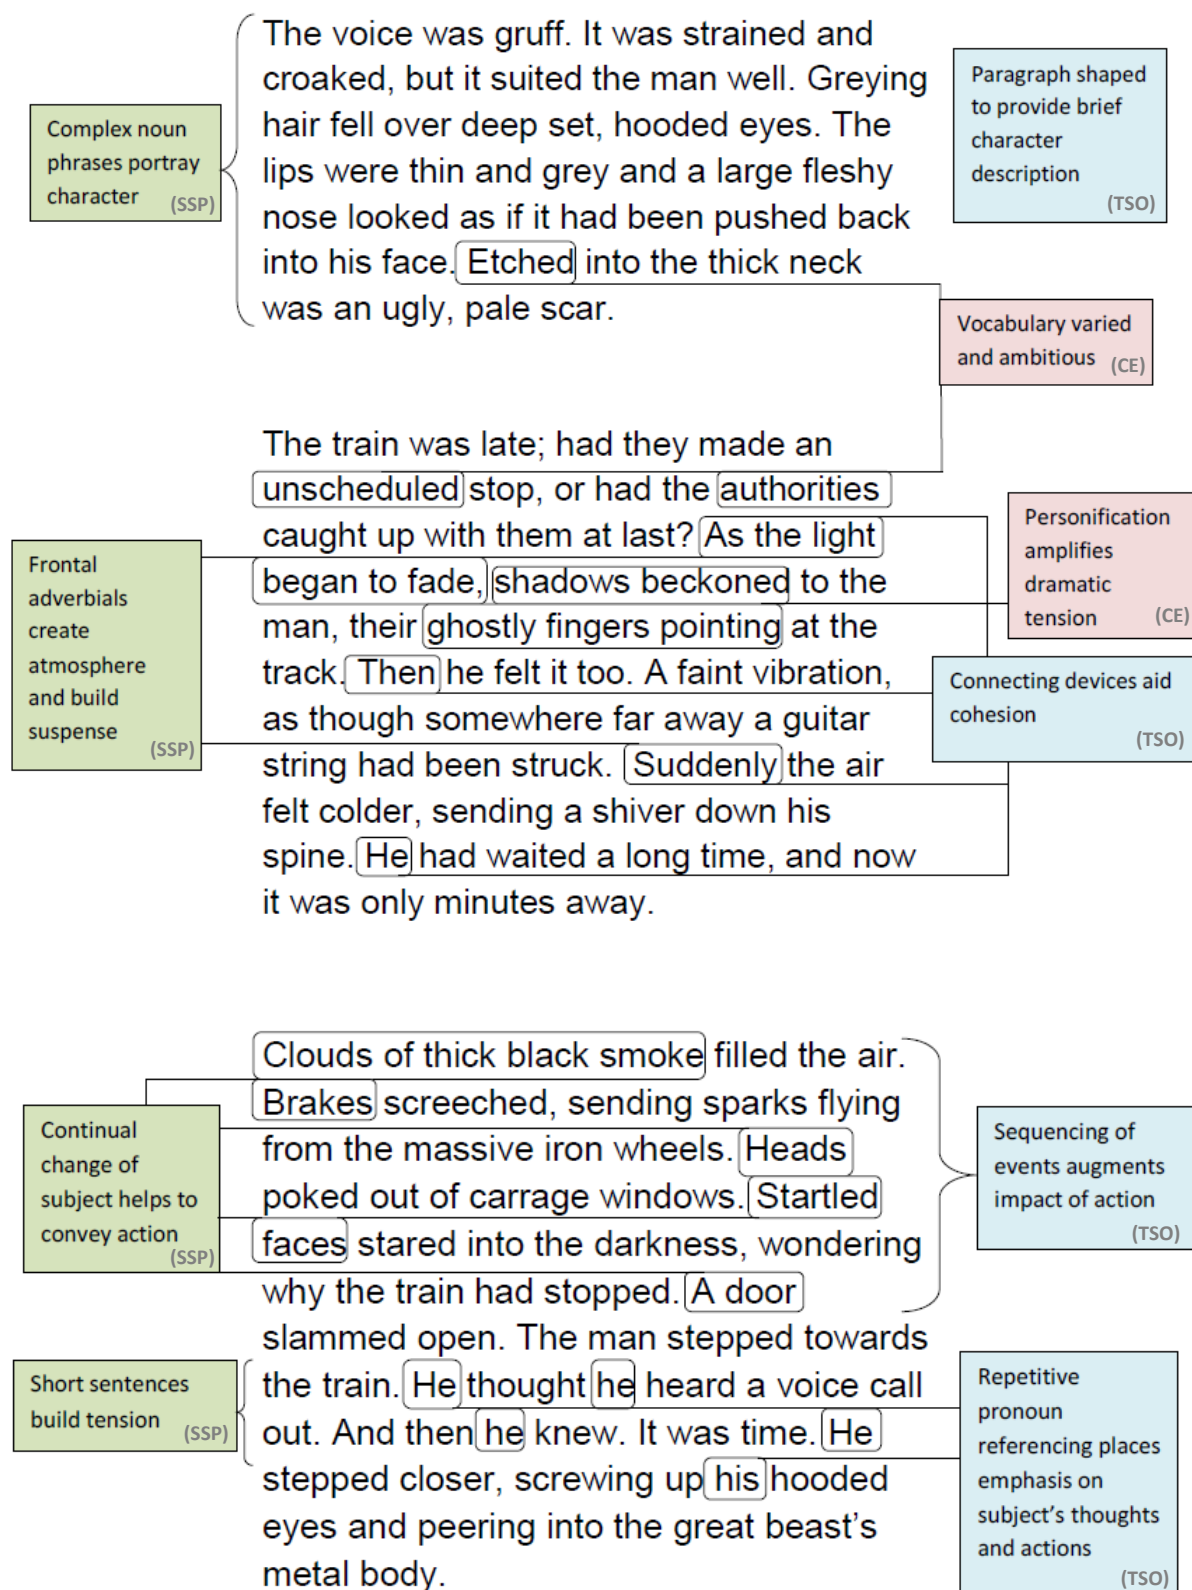 The voice was gruff. It was strained and
croaked, but it suited the man well. Greying
hair fell over deep set, hooded eyes. The
lips were thin and grey and a large fleshy
nose looked as if it had been pushed back
into his face. Etched into the thick neck
was an ugly, pale scar.
Complex noun
phrases portray
character (SSP)
Paragraph shaped
to provide brief
character
description
(TSO)
Vocabulary varied
and ambitious (CE)
The train was late; had they made an
unscheduled stop, or had the authorities
caught up with them at last? As the light
began to fade, shadows beckoned to the
man, their ghostly fingers pointing at the
track. Then he felt it too. A faint vibration,
as though somewhere far away a guitar
string had been struck. Suddenly the air
felt colder, sending a shiver down his
spine. He had waited a long time, and now
it was only minutes away.
Frontal
adverbials
create
atmosphere
and build
suspense
(SSP)
Personification
amplifies
dramatic
tension (CE)
Connecting devices aid
cohesion
(TSO)
Clouds of thick black smoke filled the air.
Brakes screeched, sending sparks flying
from the massive iron wheels. Heads
poked out of carrage windows. Startled
faces stared into the darkness, wondering
why the train had stopped. A door
slammed open. The man stepped towards
the train. He thought he heard a voice call
out. And then he knew. It was time. He
stepped closer, screwing up his hooded
eyes and peering into the great beast's
metal body.
Continual
change of
subject helps to
convey action
(SSP)
Sequencing of
events augments
impact of action
(TSO)
Short sentences
build tension (SSP)
Repetitive
pronoun
referencing places
emphasis on
subject's thoughts
and actions
(TSO)